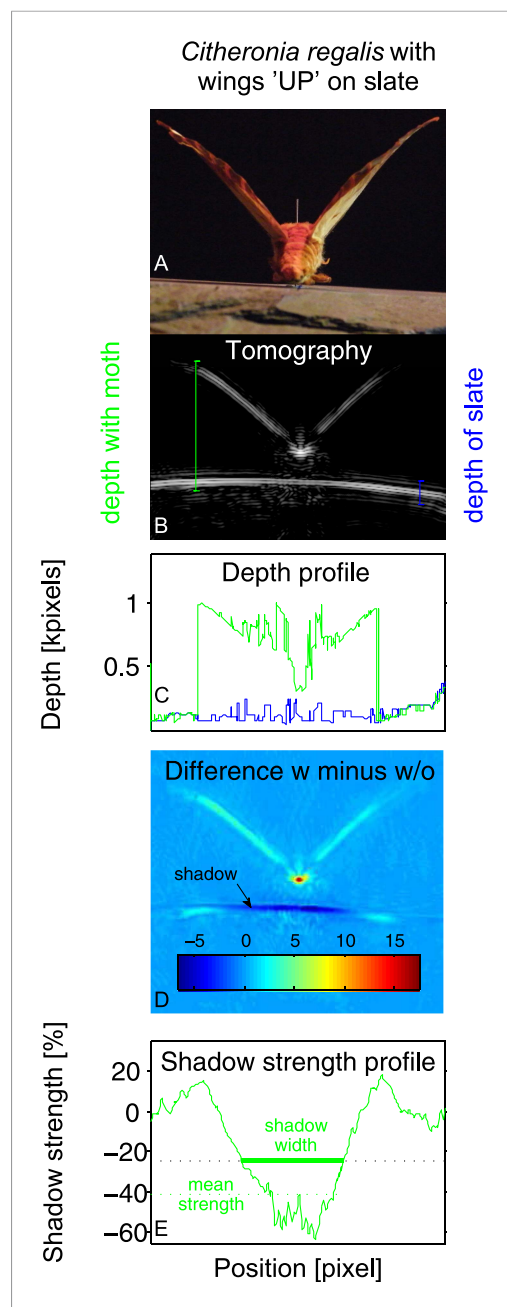 Citheronia regalis with
wings 'UP' on slate
A
Tomography
depth with moth
depth of slate
B
Depth profile
Depth [kpixels]
1
0.5
C
Difference w minus w/o
shadow
−5 0 5 10 15
D
Shadow strength profile
Shadow strength [%]
20
0
−20
−40
−60
shadow
width
mean
strength
E
Position [pixel]